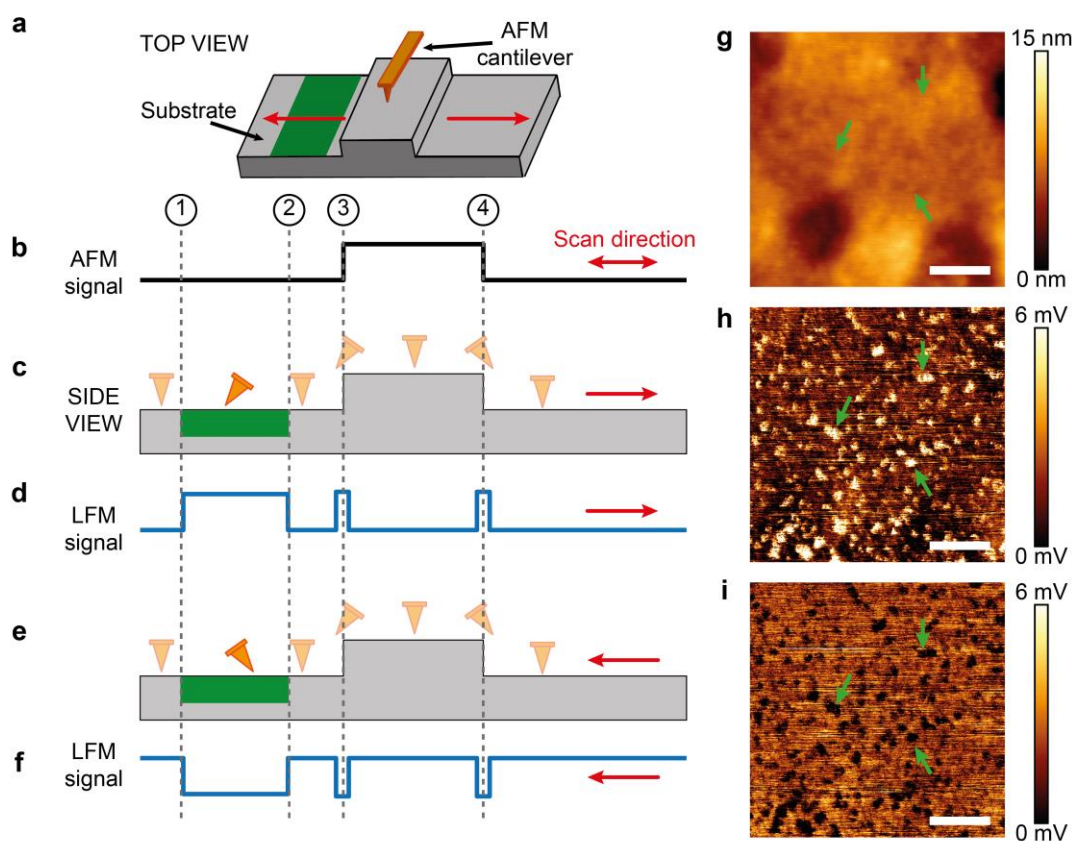 a
TOP VIEW
AFM
cantilever
Substrate
1
2
3
4
b
AFM
signal
Scan direction
c
SIDE
VIEW
d
LFM
signal
e
f
LFM
signal
g
15 nm
0 nm
h
6 mV
0 mV
i
6 mV
0 mV